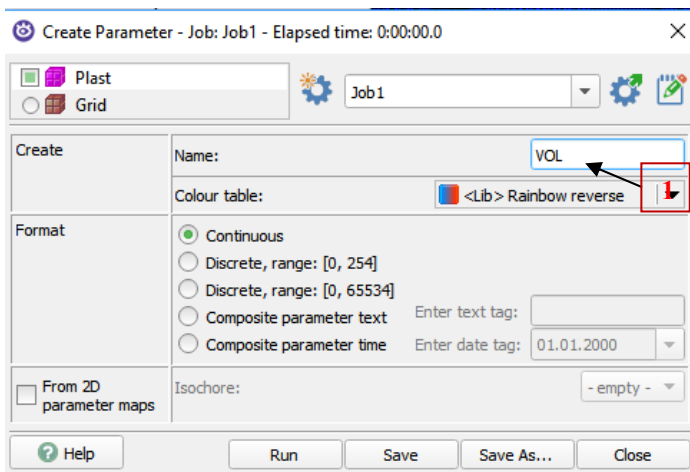 Create Parameter - Job: Job1 - Elapsed time: 0:00:00.0
Plast
Grid
Job1
Create
Name:
VOL
1
Colour table:
<Lib> Rainbow reverse
Format
Continuous
Discrete, range: [0, 254]
Discrete, range: [0, 65534]
Composite parameter text
Enter text tag:
Composite parameter time
Enter date tag:
01.01.2000
From 2D
parameter maps
Isochore:
- empty -
Help
Run
Save
Save As...
Close